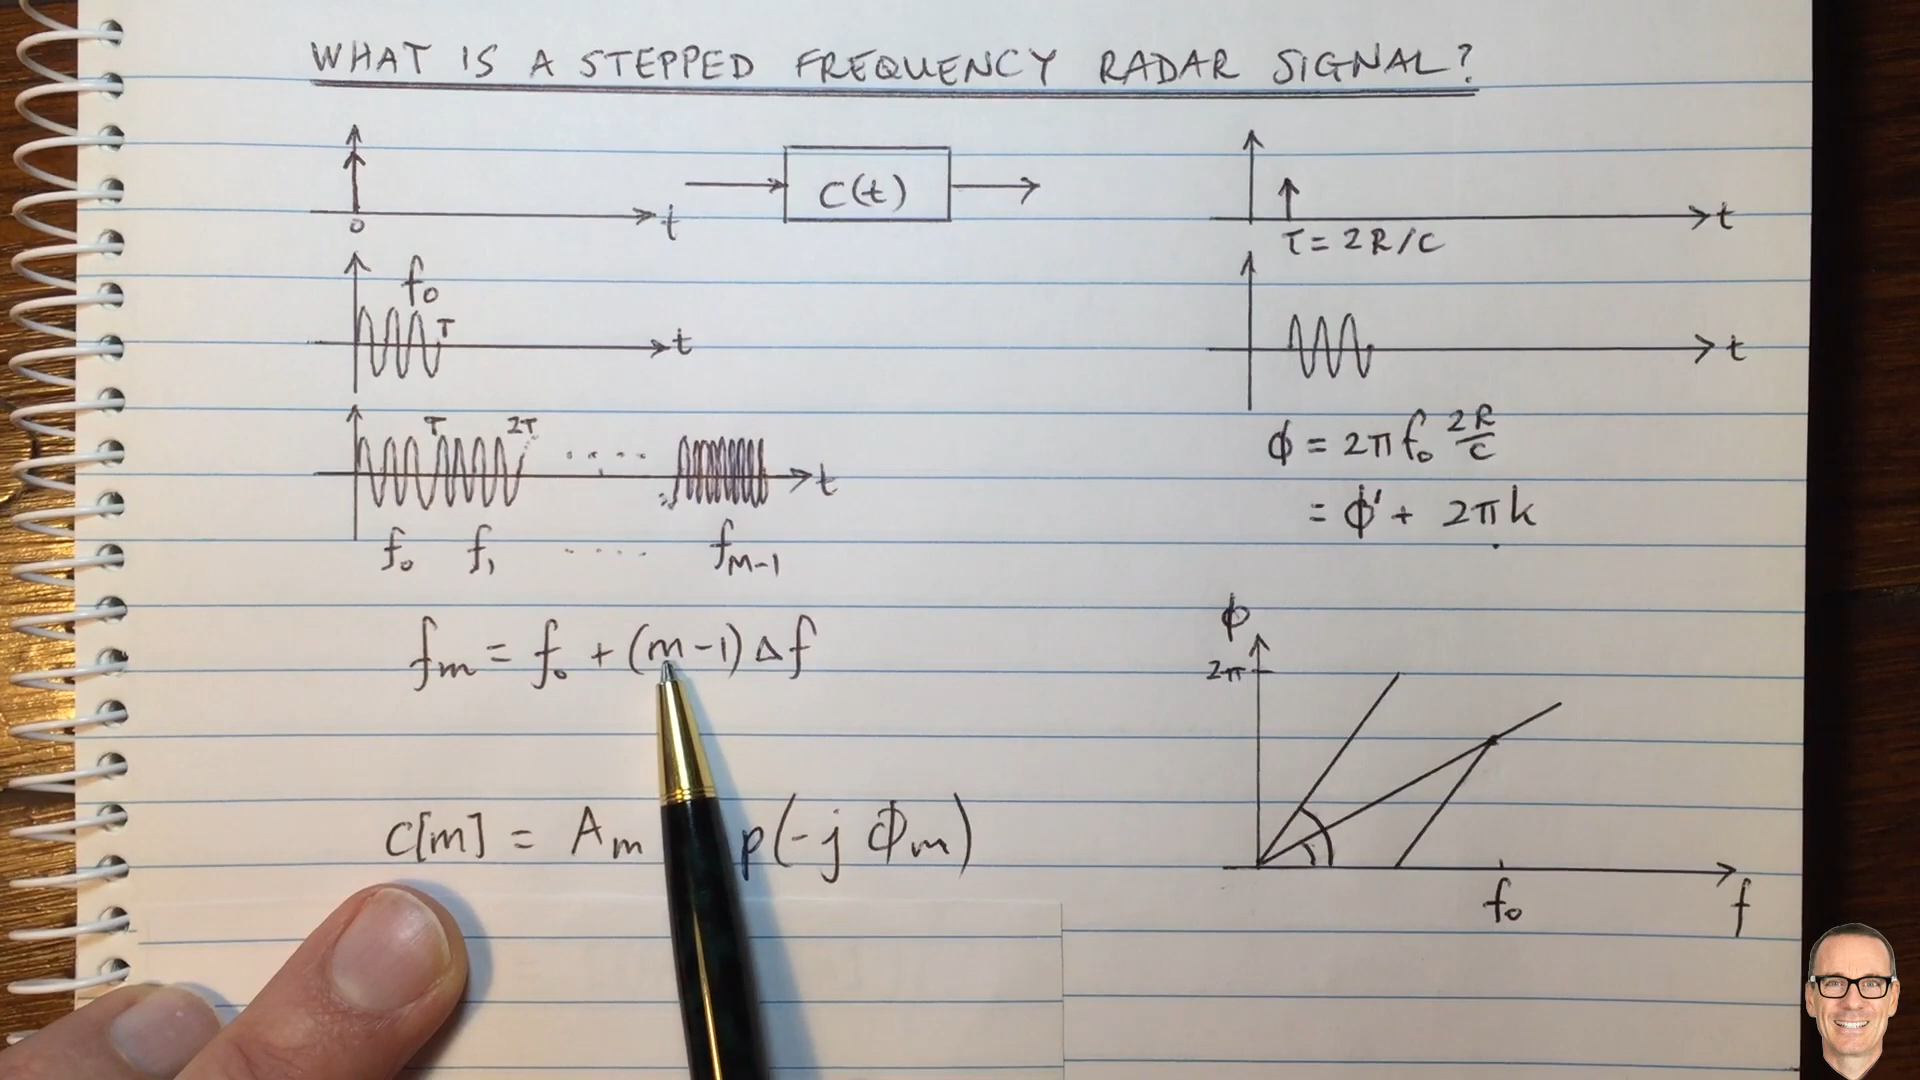 WHAT IS A STEPPED FREQUENCY RADAR SIGNAL?
0 t
C(t)
t
τ = 2R/C
f₀
T
t
t
T 2T
. . . . .
t
f₀ f₁ . . . . . f_{M-1}
ϕ = 2π f₀ 2R/C
= ϕ' + 2πk
f_m = f₀ + (m-1) Δf
C[m] = A_m p(-j ϕ_m)
ϕ
2π
f₀
f